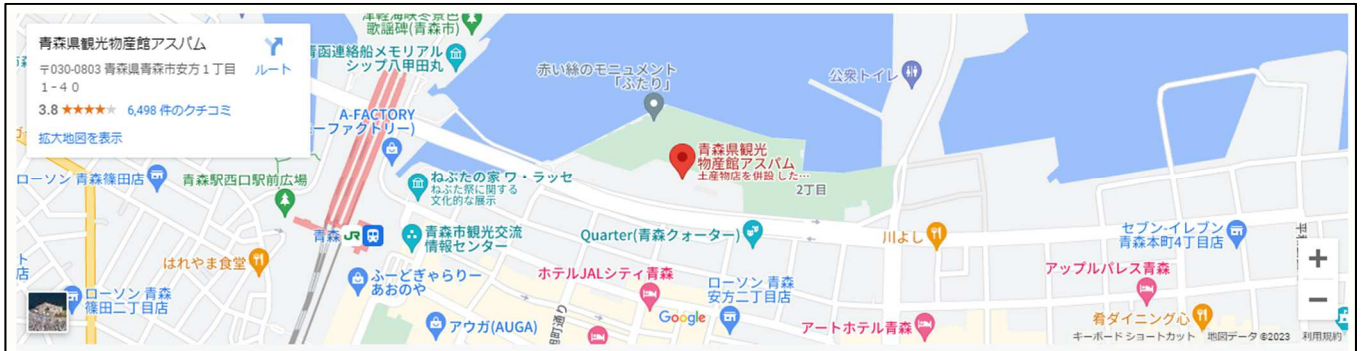 青森県観光物産館アスパム
〒030-0803 青森県青森市安方1丁目
1-40
ルート
3.8
6,498 件のクチコミ
拡大地図を表示
歌謡碑(青森市)
青函連絡船メモリアル
シップ八甲田丸
赤い絲のモニュメント
「ふたり」
公衆トイレ
A-FACTORY
ローソン 青森篠田店
青森駅西口駅前広場
ねぶたの家 ワ・ラッセ
ねぶた祭に関する
文化的な展示
青森県観光
物産館アスパム
土産物店を併設した…
2丁目
青森
JR
青森市観光交流
情報センター
Quarter(青森クォーター)
川よし
セブン-イレブン
青森本町4丁目店
はれやま食堂
ふーどぎゃらりー
あおのや
ホテルJALシティ青森
ローソン 青森
安方二丁目店
アップルパレス青森
ローソン 青森
篠田二丁目店
アウガ(AUGA)
Google
アートホテル青森
肴ダイニング心
キーボード ショートカット
地図データ ©2023
利用規約